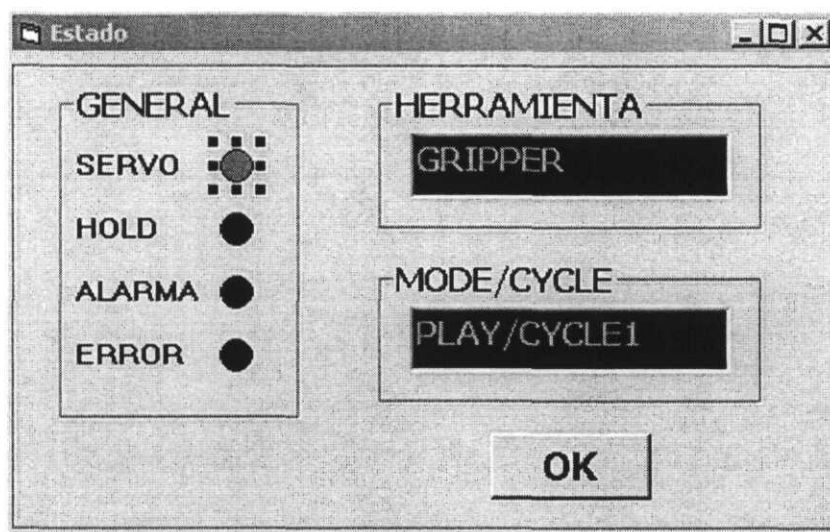 Estado
GENERAL
SERVO
HOLD
ALARMA
ERROR
HERRAMIENTA
GRIPPER
MODE/CYCLE
PLAY/CYCLE1
OK